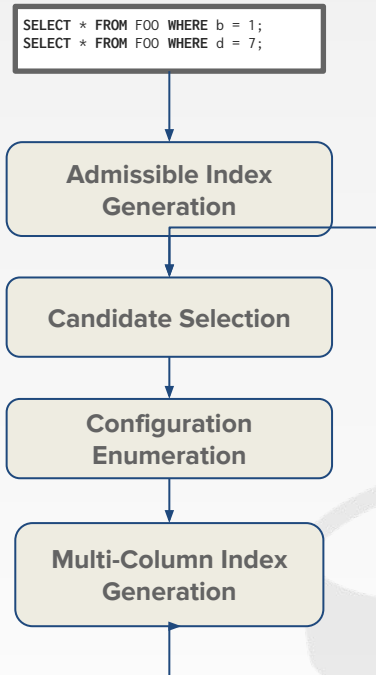 SELECT * FROM FOO WHERE b = 1;
SELECT * FROM FOO WHERE d = 7;
Admissible Index
Generation
Candidate Selection
Configuration
Enumeration
Multi-Column Index
Generation